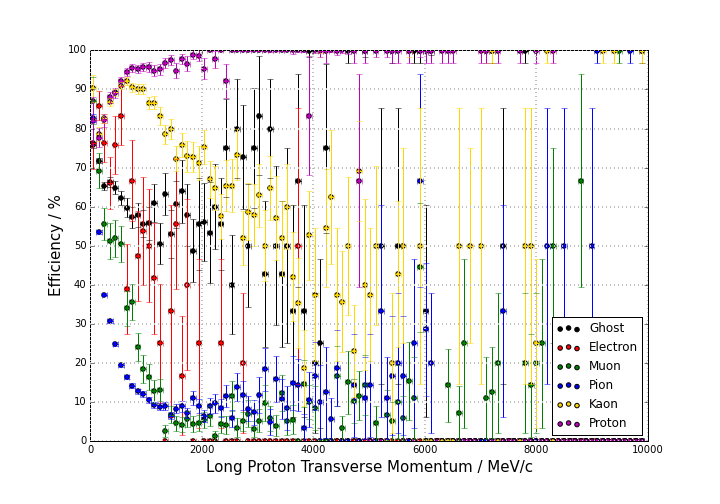 100
90
80
70
60
50
40
30
20
10
0
Efficiency / %
0 2000 4000 6000 8000 10000
Long Proton Transverse Momentum / MeV/c
Ghost
Electron
Muon
Pion
Kaon
Proton